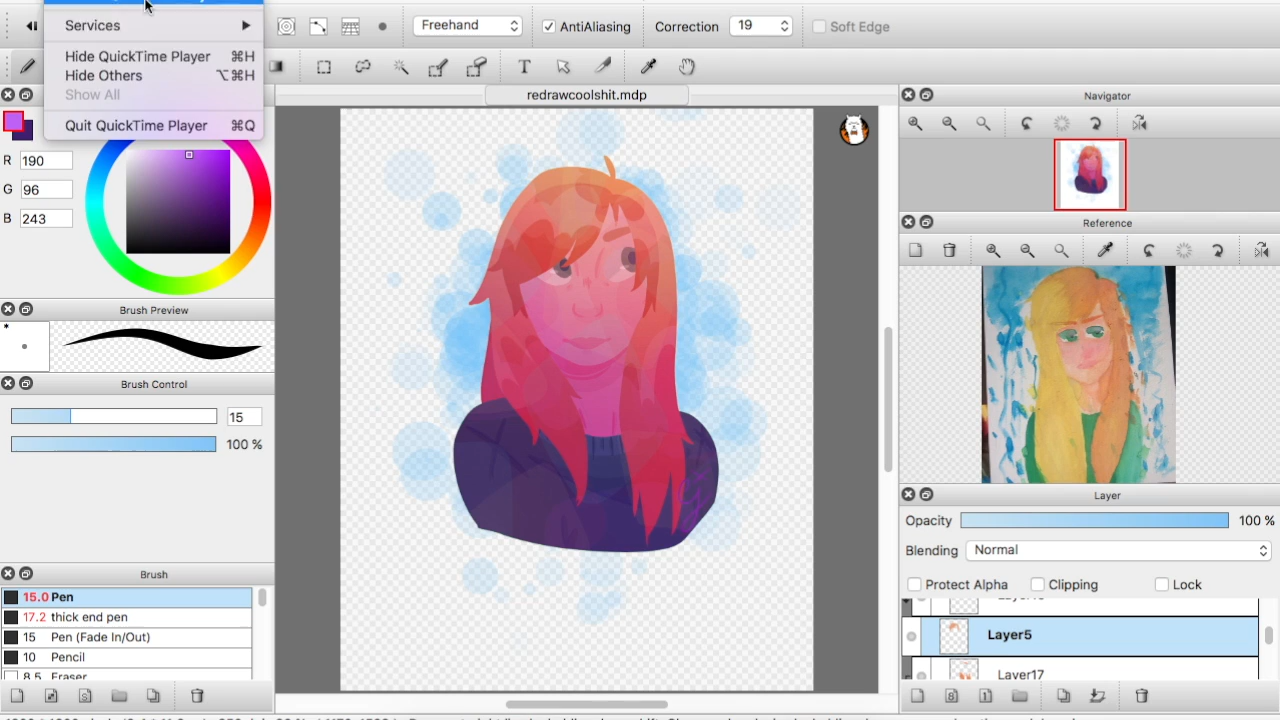 Services
Hide QuickTime Player ⌘H
Hide Others ⌥⌘H
Show All
Quit QuickTime Player ⌘Q
Freehand
AntiAliasing
Correction
19
Soft Edge
redrawcoolshit.mdp
R 190
G 96
B 243
Brush Preview
*
Brush Control
15
100 %
Brush
15.0 Pen
17.2 thick end pen
15 Pen (Fade In/Out)
10 Pencil
8.5 Eraser
Navigator
Reference
Layer
Opacity 100 %
Blending Normal
Protect Alpha
Clipping
Lock
Layer5
Layer17